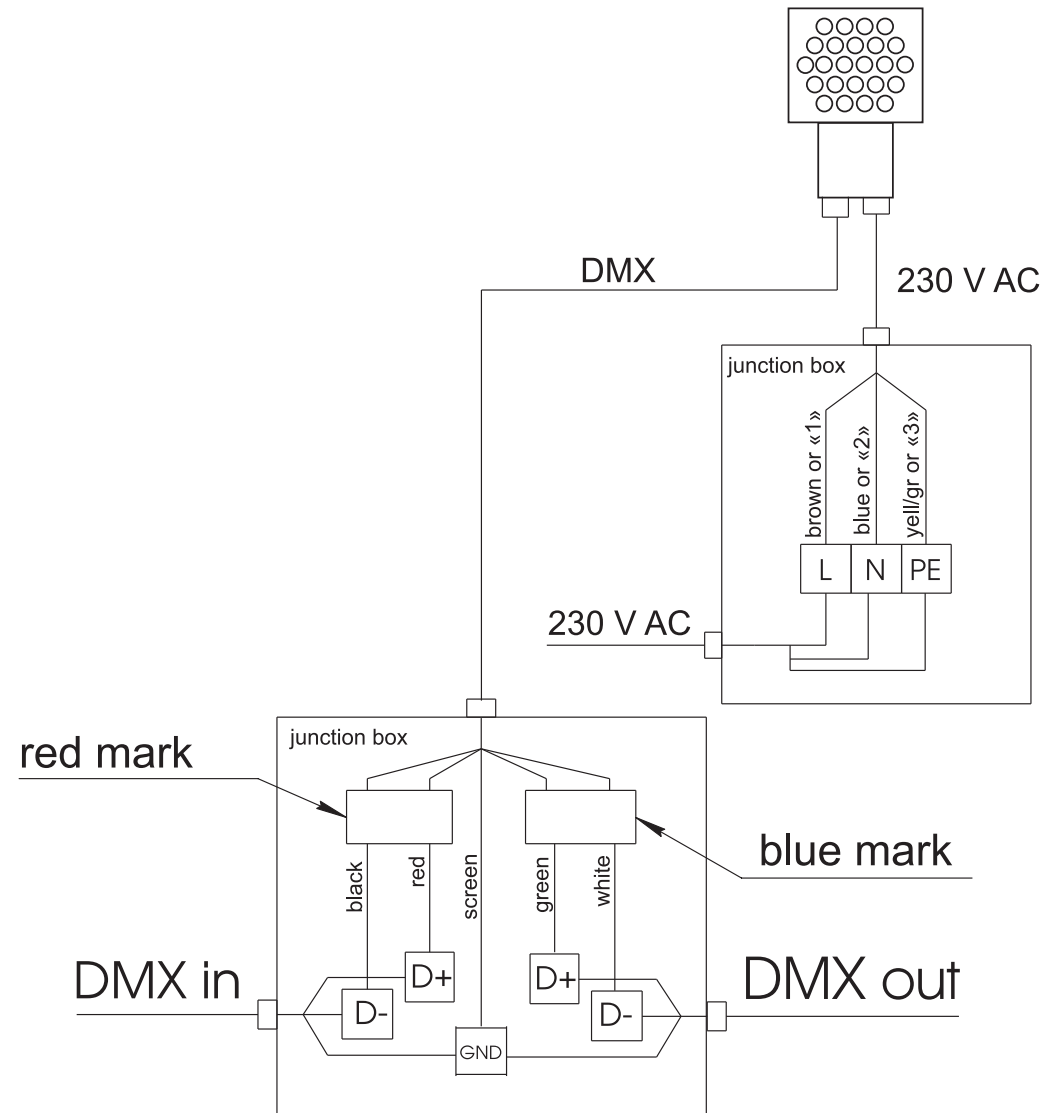 DMX
230 V AC
junction box
brown or «1»
blue or «2»
yell/gr or «3»
L N PE
230 V AC
junction box
red mark
blue mark
black
red
screen
green
white
DMX in
D+
D+
DMX out
D-
D-
GND